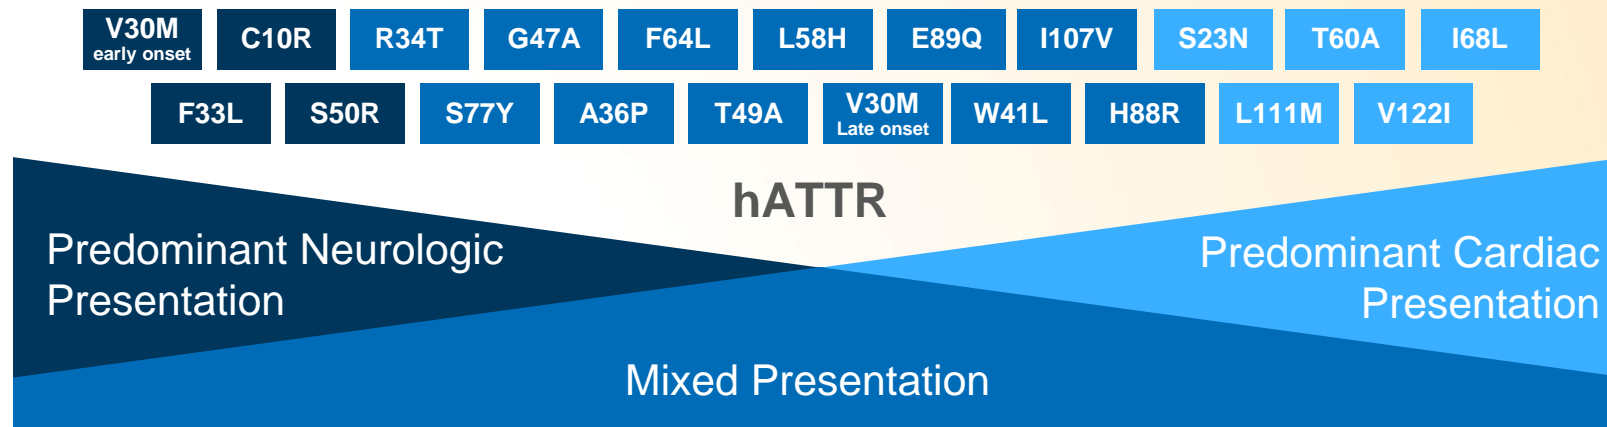 V30M C10R R34T G47A F64L L58H E89Q I107V S23N T60A I68L
early onset
F33L S50R S77Y A36P T49A V30M W41L H88R L111M V122I
Late onset
hATTR
Predominant Neurologic
Presentation
Predominant Cardiac
Presentation
Mixed Presentation